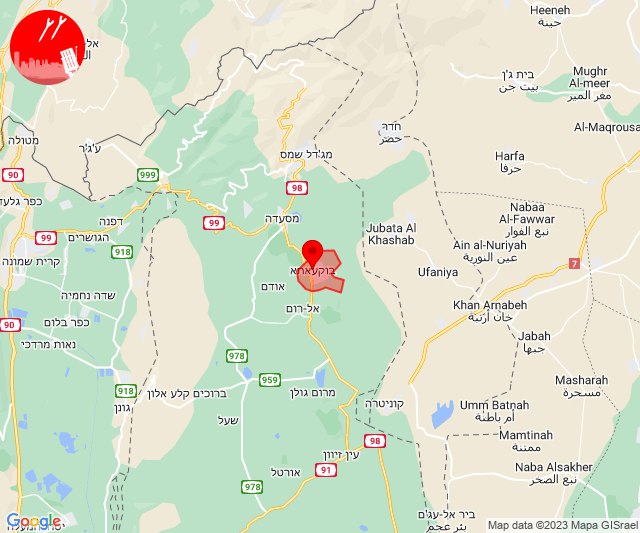 Heeneh
حينة
בית ג'ן
بيت جن
Mughr
Al-meer
مغر المير
Al-Maqrousa
חדר
حضر
Harfa
حرفا
מטולה
ע'ג'ר
מג'דל שמס
90
999
98
כפר גלעדי
דפנה
99
מסעדה
Nabaa
Al-Fawwar
نبع الفوار
Jubata Al
Khashab
99
הגושרים
918
Ain al-Nuriyah
عين النورية
קרית שמונה
7
בוקעאתא
Ufaniya
אודם
שדה נחמיה
אל-רום
Khan Arnabeh
خان أرنبة
כפר בלום
90
נאות מרדכי
Jabah
جبها
978
959
Masharah
مسحرة
918
ברוכים קלע אלון
מרום גולן
קוניטרה
גונן
Umm Batnah
أم باطنة
שעל
98
Mamtinah
ممتنة
עין זיוון
91
אורטל
Naba Alsakher
نبع الصخر
978
ביר אל-עג'ם
بئر عجم
Google
Map data ©2023 Mapa GISrael